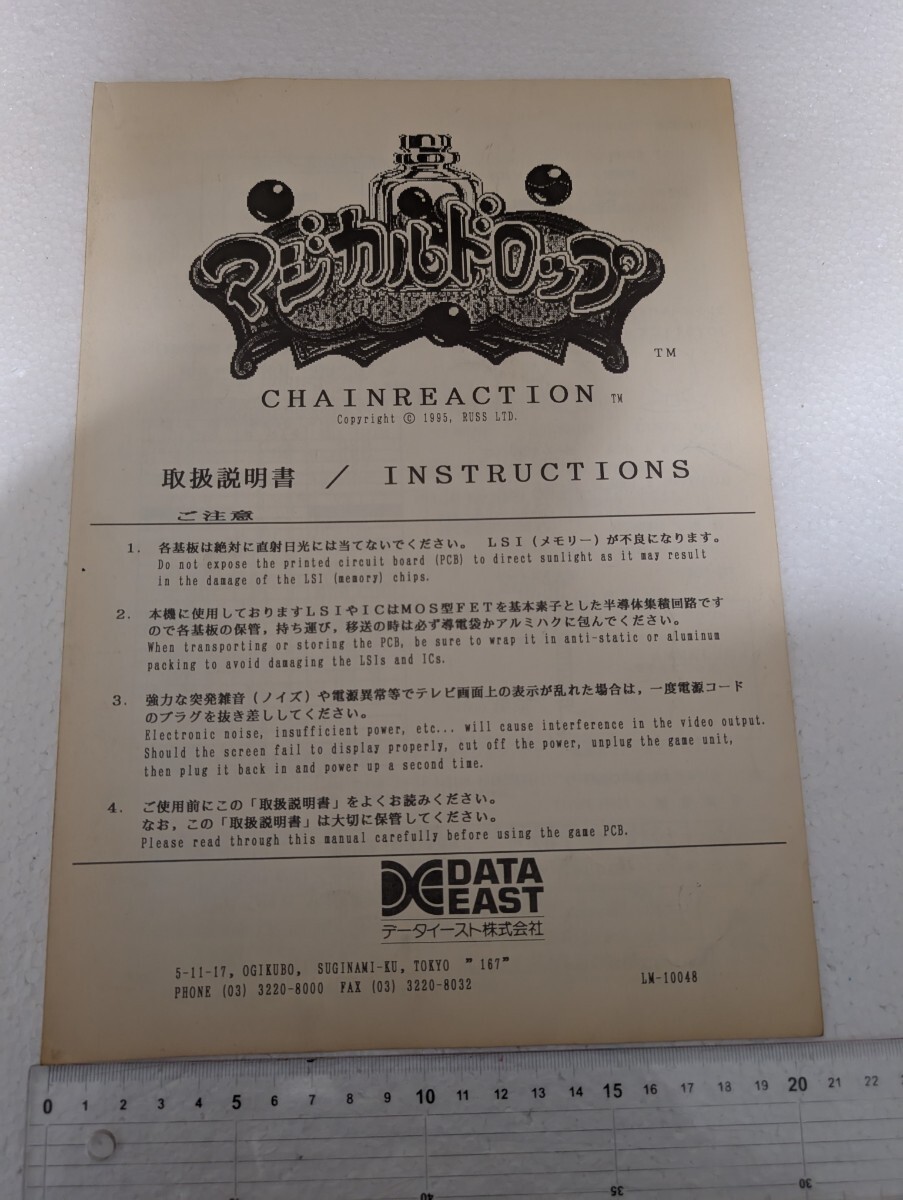 マジカルドロップ
TM
CHAINREACTION TM
Copyright © 1995, RUSS LTD.
取扱説明書 / INSTRUCTIONS
ご注意
1. 各基板は絶対に直射日光には当てないでください。 LSI(メモリー)が不良になります。
Do not expose the printed circuit board (PCB) to direct sunlight as it may result
in the damage of the LSI (memory) chips.
2. 本機に使用しておりますLSIやICはMOS型FETを基本素子とした半導体集積回路です
ので各基板の保管,持ち運び,移送の時は必ず導電袋かアルミハクに包んでください。
When transporting or storing the PCB, be sure to wrap it in anti-static or aluminum
packing to avoid damaging the LSIs and ICs.
3. 強力な突発雑音(ノイズ)や電源異常等でテレビ画面上の表示が乱れた場合は,一度電源コード
のプラグを抜き差ししてください。
Electronic noise, insufficient power, etc... will cause interference in the video output.
Should the screen fail to display properly, cut off the power, unplug the game unit,
then plug it back in and power up a second time.
4. ご使用前にこの「取扱説明書」をよくお読みください。
なお,この「取扱説明書」は大切に保管してください。
Please read through this manual carefully before using the game PCB.
DATA
EAST
データイースト株式会社
5-11-17, OGIKUBO, SUGINAMI-KU, TOKYO "167"
PHONE (03) 3220-8000 FAX (03) 3220-8032
LM-10048
0 1 2 3 4 5 6 7 8 9 10 11 12 13 14 15 16 17 18 19 20 21 22
30
35
40